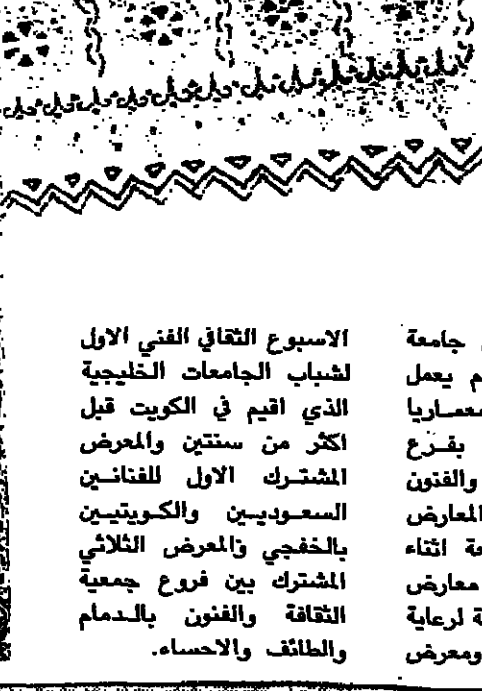 جامعة
م يعمل
معماريا
بفرع
والفنون
المعارض
اثناء
معارض
لرعاية
ومعرض
الاسبوع الثقافي الفني الاول
لشباب الجامعات الخليجية
الذي اقيم في الكويت قبل
اكثر من سنتين والمعرض
المشترك الاول للفنانين
السعوديين والكويتيين
بالخفجي والمعرض الثلاثي
المشترك بين فروع جمعية
الثقافة والفنون بالدمام
والطائف والاحساء.